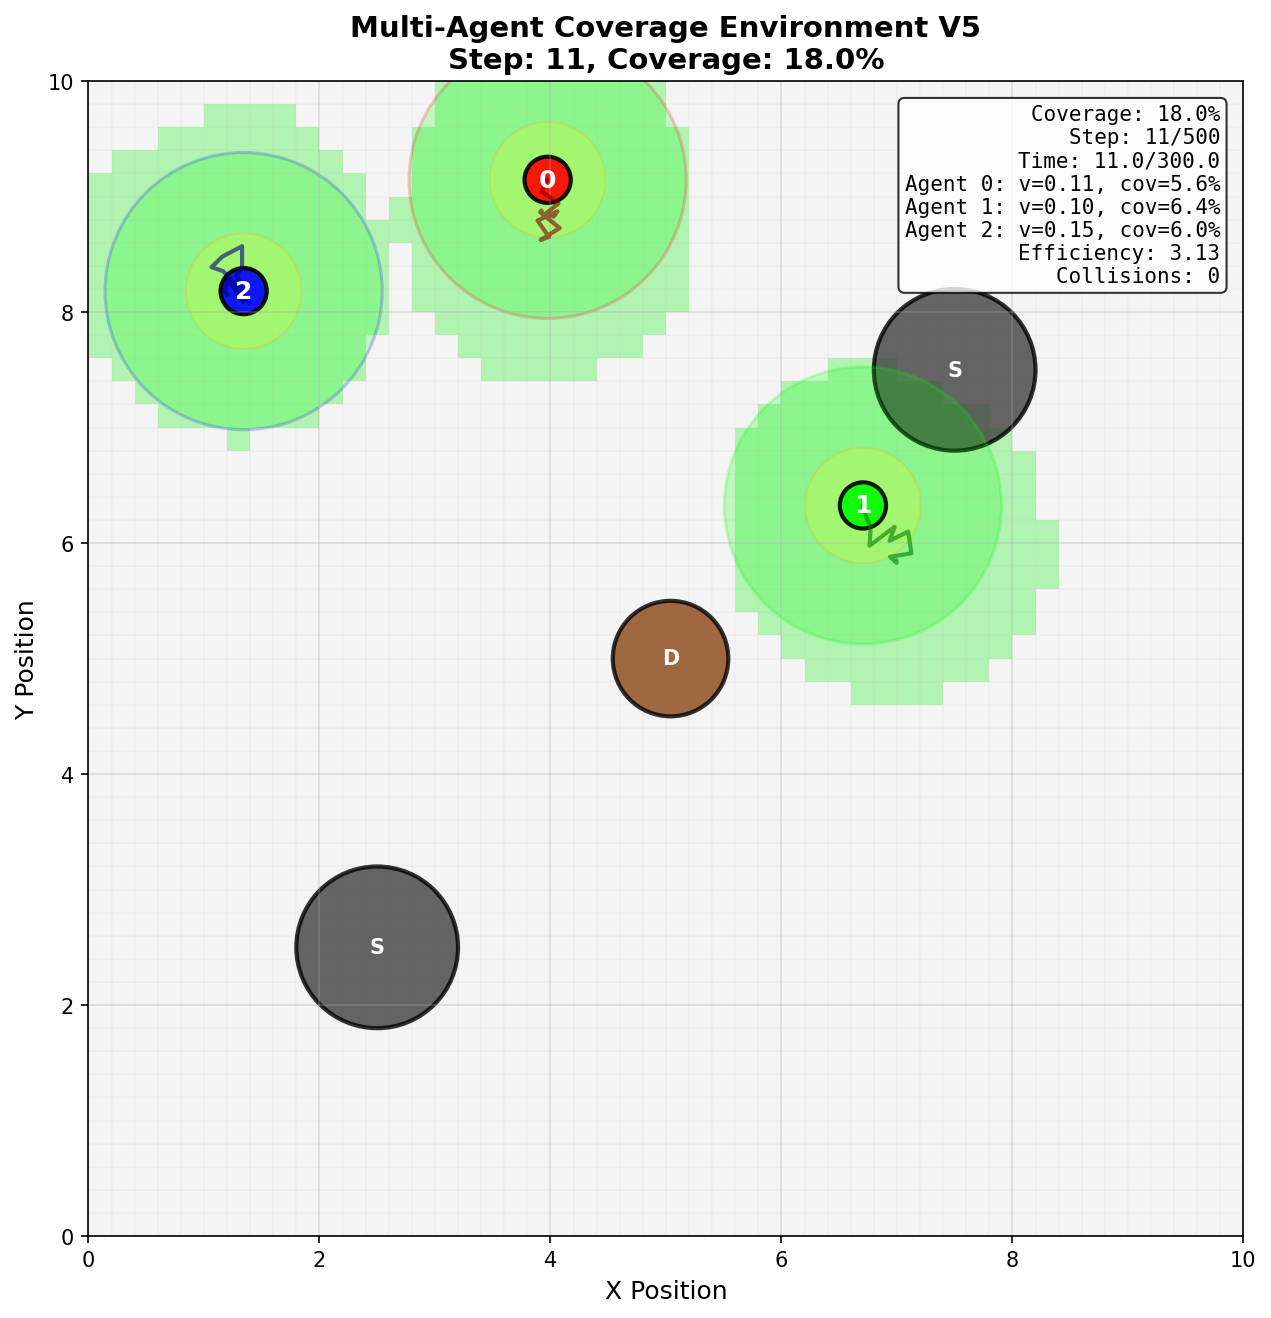 Multi-Agent Coverage Environment V5
Step: 11, Coverage: 18.0%
Coverage: 18.0%
Step: 11/500
Time: 11.0/300.0
Agent 0: v=0.11, cov=5.6%
Agent 1: v=0.10, cov=6.4%
Agent 2: v=0.15, cov=6.0%
Efficiency: 3.13
Collisions: 0
0
2
S
1
D
S
10
8
6
4
2
0
Y Position
0 2 4 6 8 10
X Position